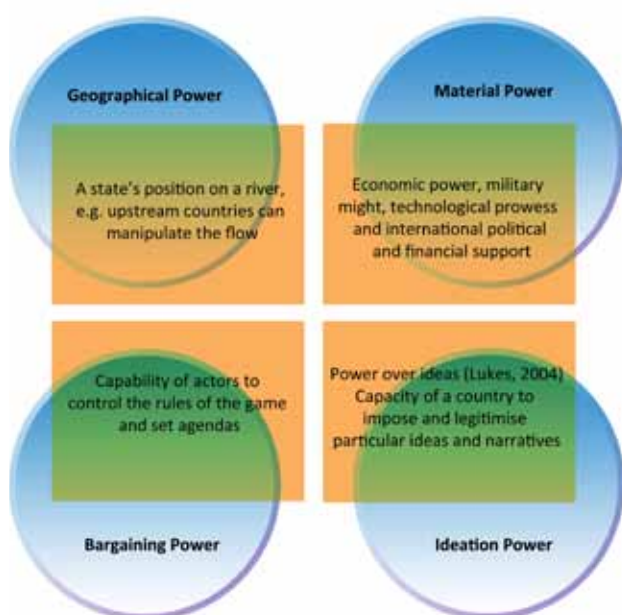 Geographical Power
A state's position on a river,
e.g. upstream countries can
manipulate the flow
Material Power
Economic power, military
might, technological prowess
and international political
and financial support
Capability of actors to
control the rules of the game
and set agendas
Bargaining Power
Power over ideas (Lukes, 2004)
Capacity of a country to
impose and legitimise
particular ideas and narratives
Ideation Power